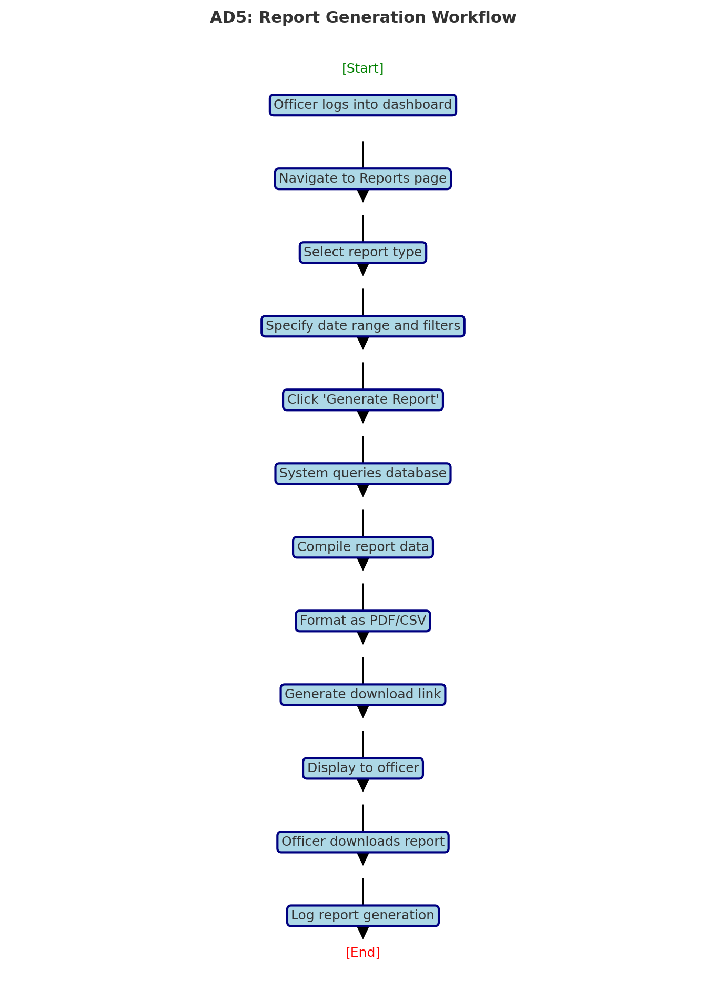 AD5: Report Generation Workflow
[Start]
Officer logs into dashboard
Navigate to Reports page
Select report type
Specify date range and filters
Click 'Generate Report'
System queries database
Compile report data
Format as PDF/CSV
Generate download link
Display to officer
Officer downloads report
Log report generation
[End]